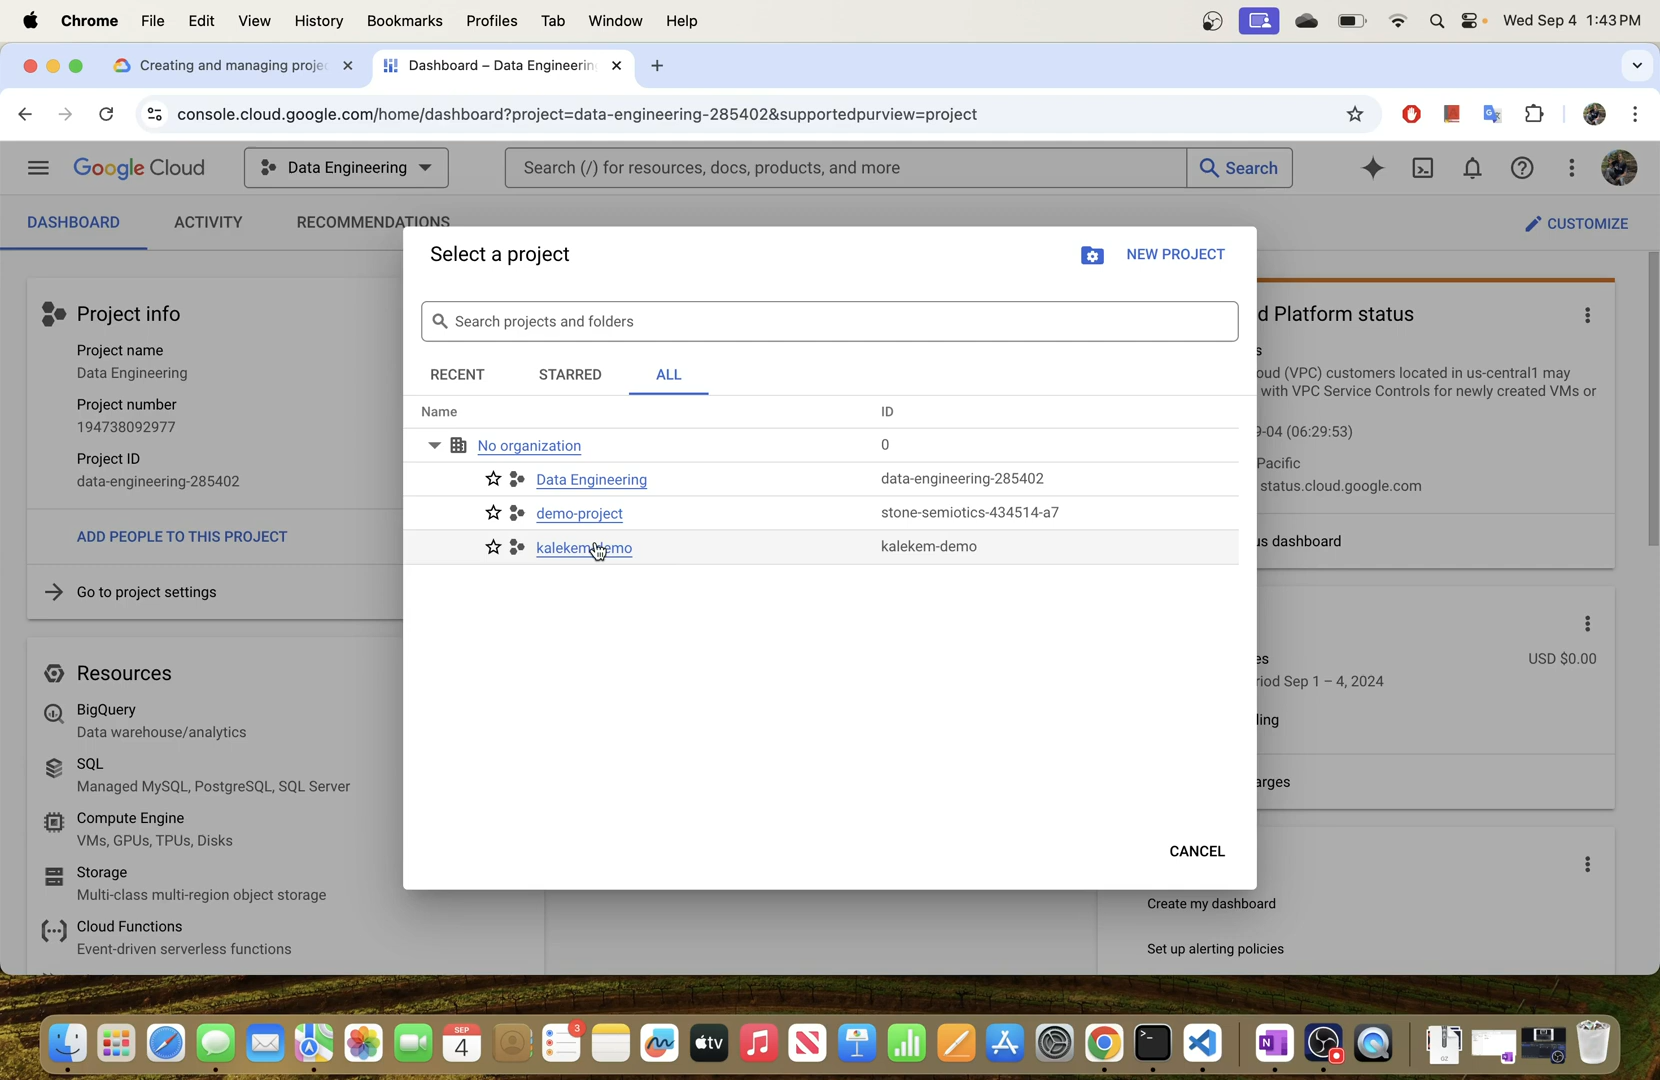 Chrome File Edit View History Bookmarks Profiles Tab Window Help Wed Sep 4 1:43 PM
Creating and managing proje Dashboard – Data Engineerin
console.cloud.google.com/home/dashboard?project=data-engineering-285402&supportedpurview=project
Google Cloud Data Engineering Search (/) for resources, docs, products, and more Search
DASHBOARD ACTIVITY RECOMMENDATIONS CUSTOMIZE
Select a project NEW PROJECT
Search projects and folders
RECENT STARRED ALL
Name ID
No organization 0
Data Engineering data-engineering-285402
demo-project stone-semiotics-434514-a7
kalekem-demo kalekem-demo
CANCEL
Project info
Project name
Data Engineering
Project number
194738092977
Project ID
data-engineering-285402
ADD PEOPLE TO THIS PROJECT
Go to project settings
Resources
BigQuery
Data warehouse/analytics
SQL
Managed MySQL, PostgreSQL, SQL Server
Compute Engine
VMs, GPUs, TPUs, Disks
Storage
Multi-class multi-region object storage
Cloud Functions
Event-driven serverless functions
d Platform status
s
oud (VPC) customers located in us-central1 may
with VPC Service Controls for newly created VMs or
9-04 (06:29:53)
Pacific
status.cloud.google.com
us dashboard
es USD $0.00
riod Sep 1 – 4, 2024
lling
arges
Create my dashboard
Set up alerting policies
SEP
4
3
tv
N